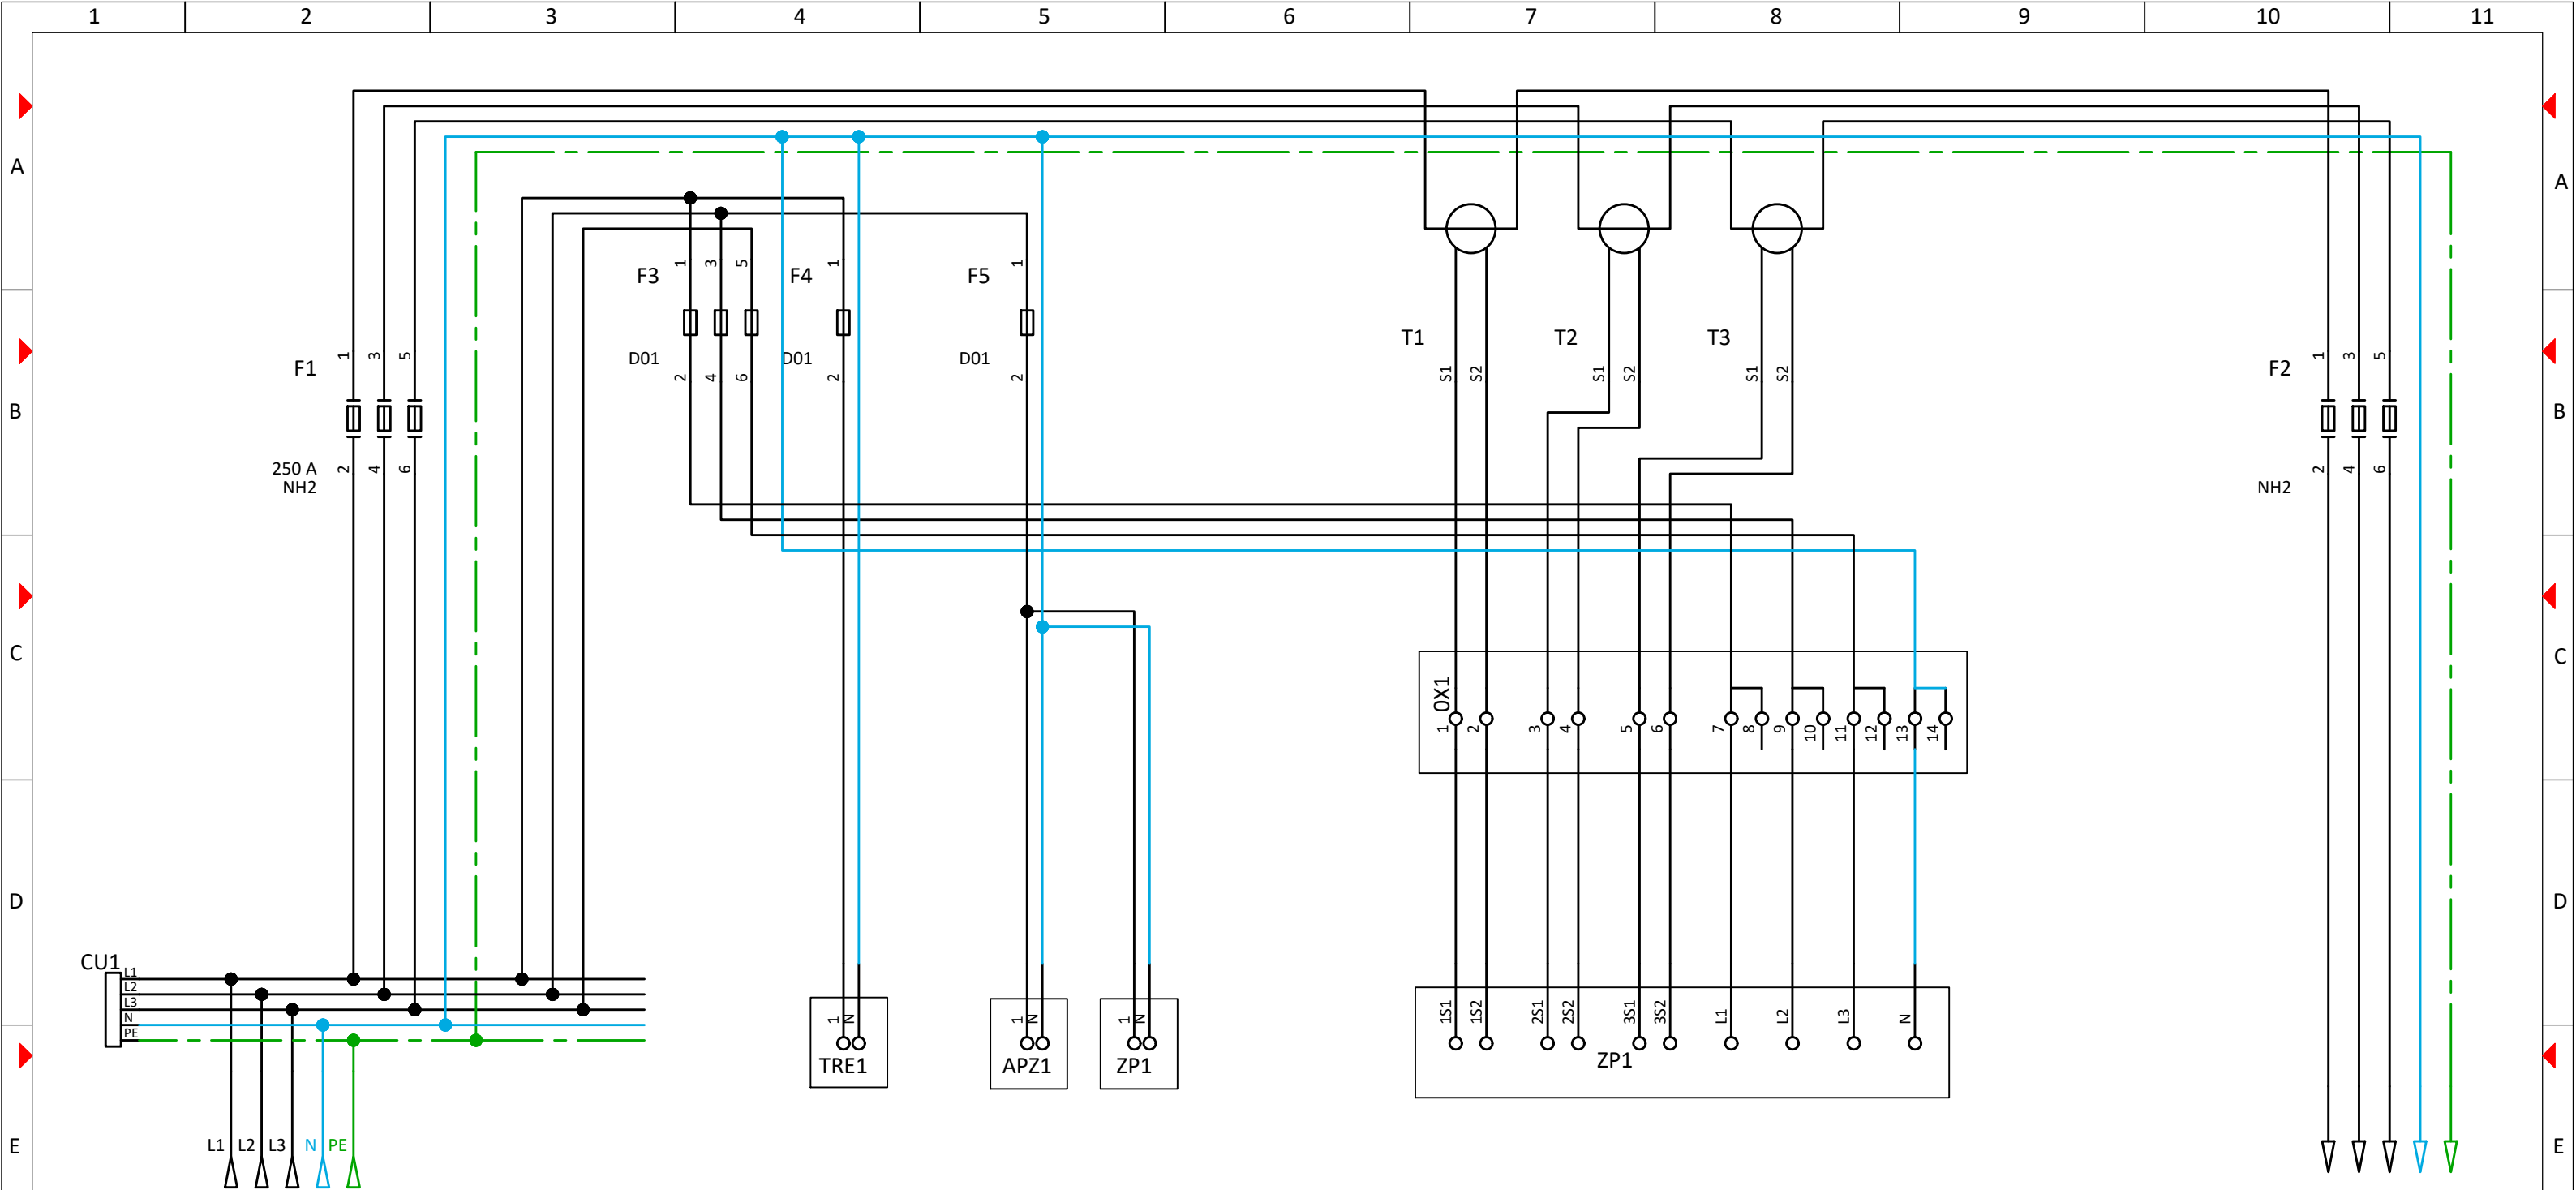 1 2 3 4 5 6 7 8 9 10 11
A A
F3 1 3 5 F4 1 F5 1
B B
T1 T2 T3
F1 1 3 5 F2 1 3 5
D01 D01 D01
2 4 6 2 2
S1 S2 S1 S2 S1 S2
250 A 2 4 6 2 4 6
NH2 NH2
C C
0X1
1 2 3 4 5 6 7 8 9 10 11 12 13 14
D D
CU1
L1
L2
L3
N
PE
1 N 1 N 1 N
1S1 1S2 2S1 2S2 3S1 3S2 L1 L2 L3 N
TRE1 APZ1 ZP1 ZP1
E L1 L2 L3 N PE E